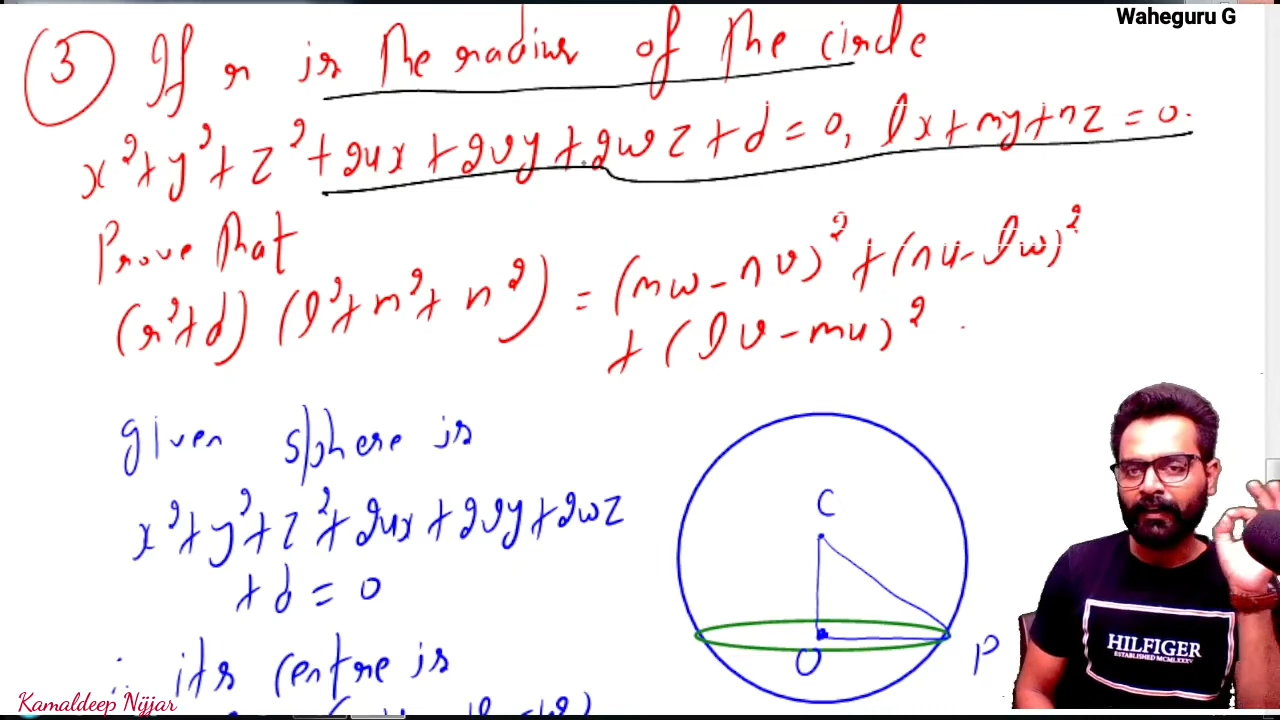 Waheguru G
(3) If r is the radius of the circle
x²+y²+z²+2ux+2vy+2wz+d=0, lx+my+nz=0.
Prove that
(r²+d) (l²+m²+n²) = (mw-nv)²+(nu-lw)²
+(lv-mu)².
given sphere is
x²+y²+z²+2ux+2vy+2wz
+d=0
C
O
P
∴ its centre is
HILFIGER
ESTABLISHED MCMLXXXV
Kamaldeep Nijjar